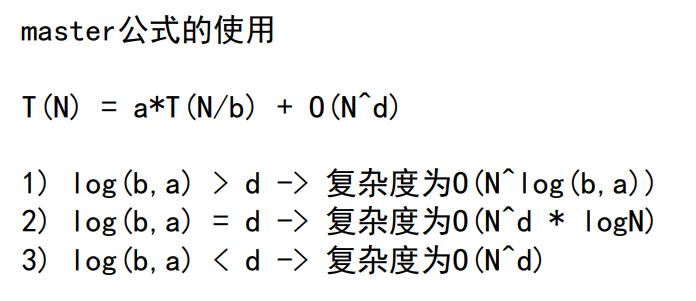 master公式的使用
T(N) = a*T(N/b) + O(N^d)
1) log(b,a) > d -> 复杂度为O(N^log(b,a))
2) log(b,a) = d -> 复杂度为O(N^d * logN)
3) log(b,a) < d -> 复杂度为O(N^d)